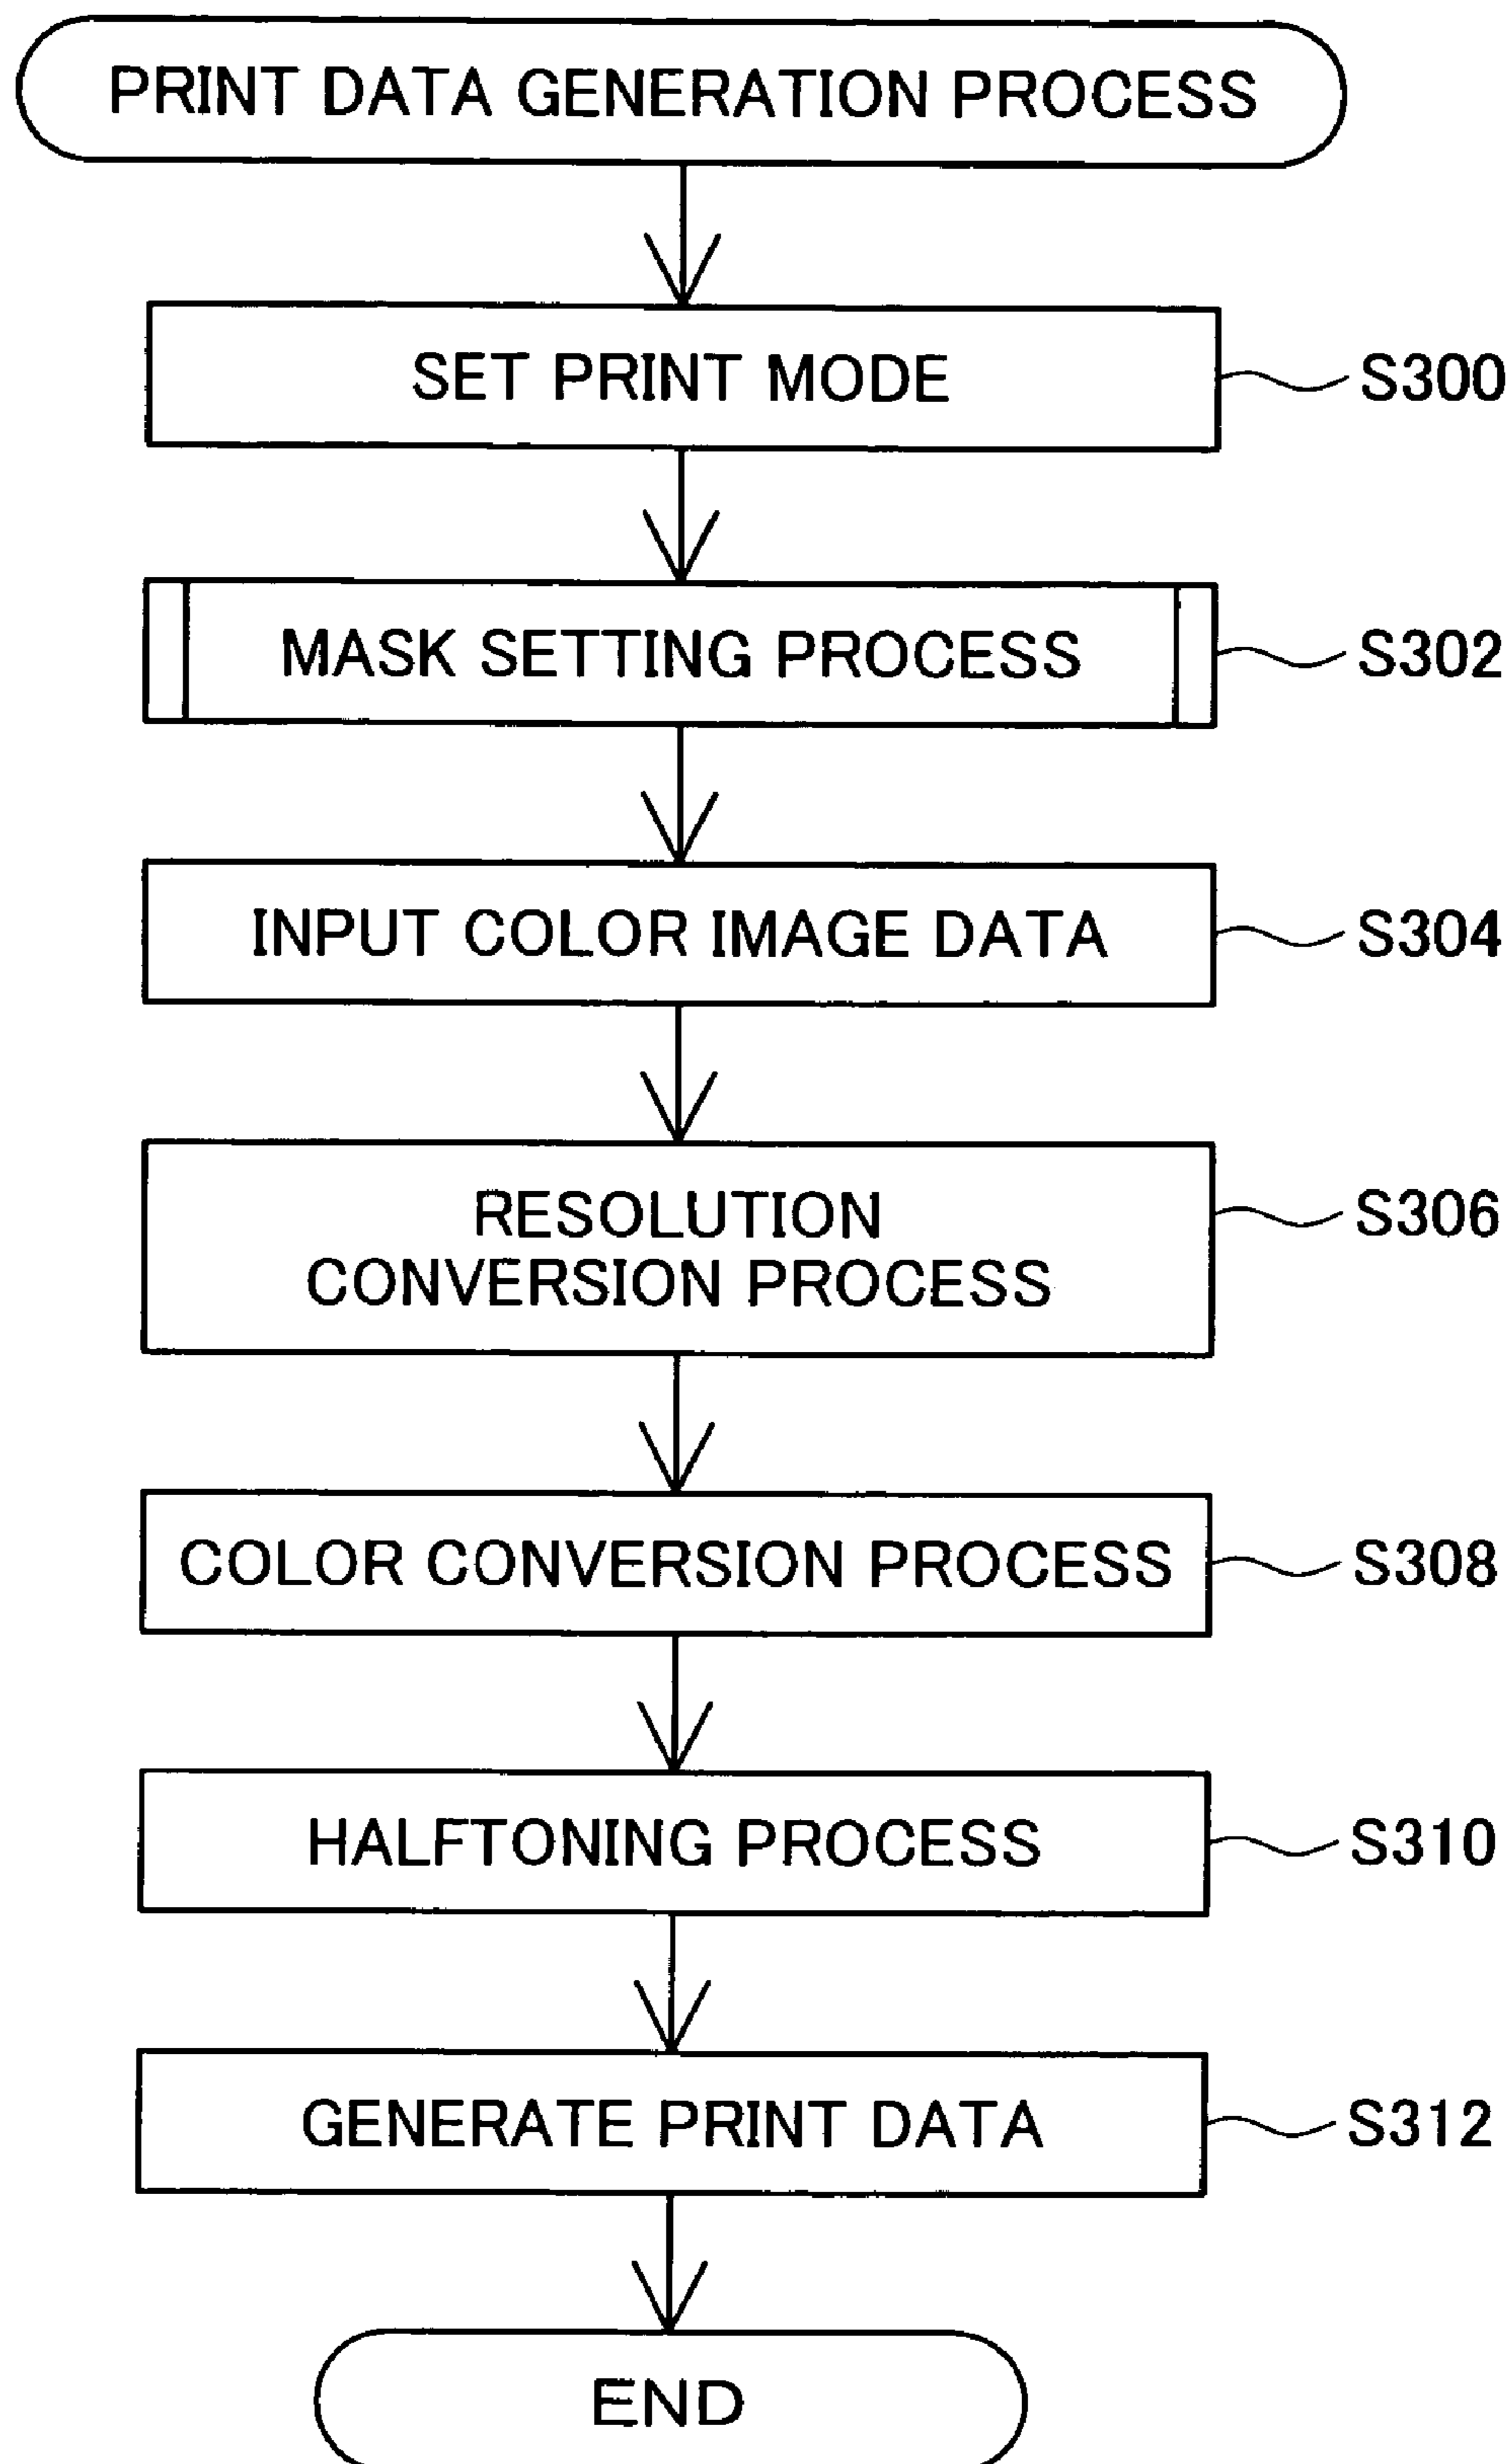 PRINT DATA GENERATION PROCESS
SET PRINT MODE
S300
MASK SETTING PROCESS
S302
INPUT COLOR IMAGE DATA
S304
RESOLUTION
CONVERSION PROCESS
S306
COLOR CONVERSION PROCESS
S308
HALFTONING PROCESS
S310
GENERATE PRINT DATA
S312
END